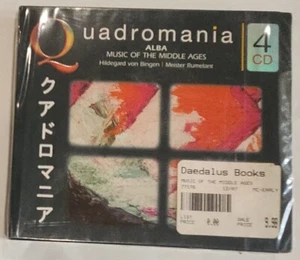 Quadromania
ALBA
MUSIC OF THE MIDDLE AGES
Hildegard von Bingen | Meister Rumelant
4
CD
クアドロマニア
Daedalus Books
MUSIC OF THE MIDDLE AGES
LIST
PRICE
SALE
PRICE